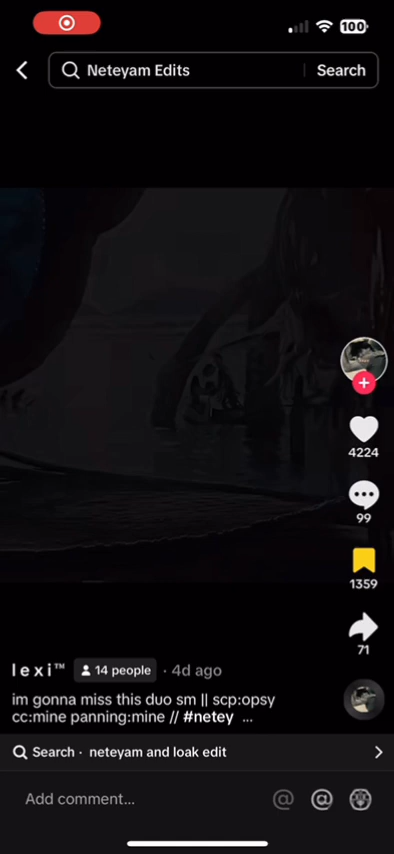 100
Neteyam Edits
Search
4224
99
1359
71
l e x i™ 14 people · 4d ago
im gonna miss this duo sm || scp:opsy
cc:mine panning:mine // #netey ...
Search · neteyam and loak edit
Add comment...